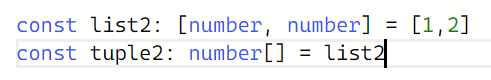 const list2: [number, number] = [1,2]
const tuple2: number[] = list2